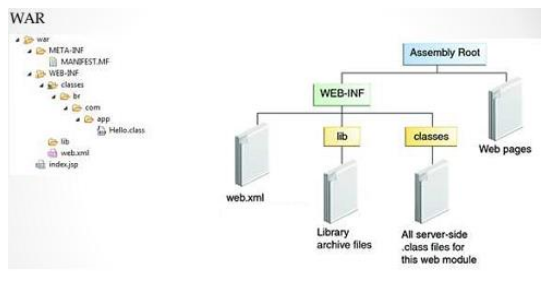 WAR
war
META-INF
MANIFEST.MF
WEB-INF
classes
br
com
app
Hello.class
lib
web.xml
index.jsp
Assembly Root
WEB-INF
lib
classes
Web pages
web.xml
Library
archive files
All server-side
.class files for
this web module